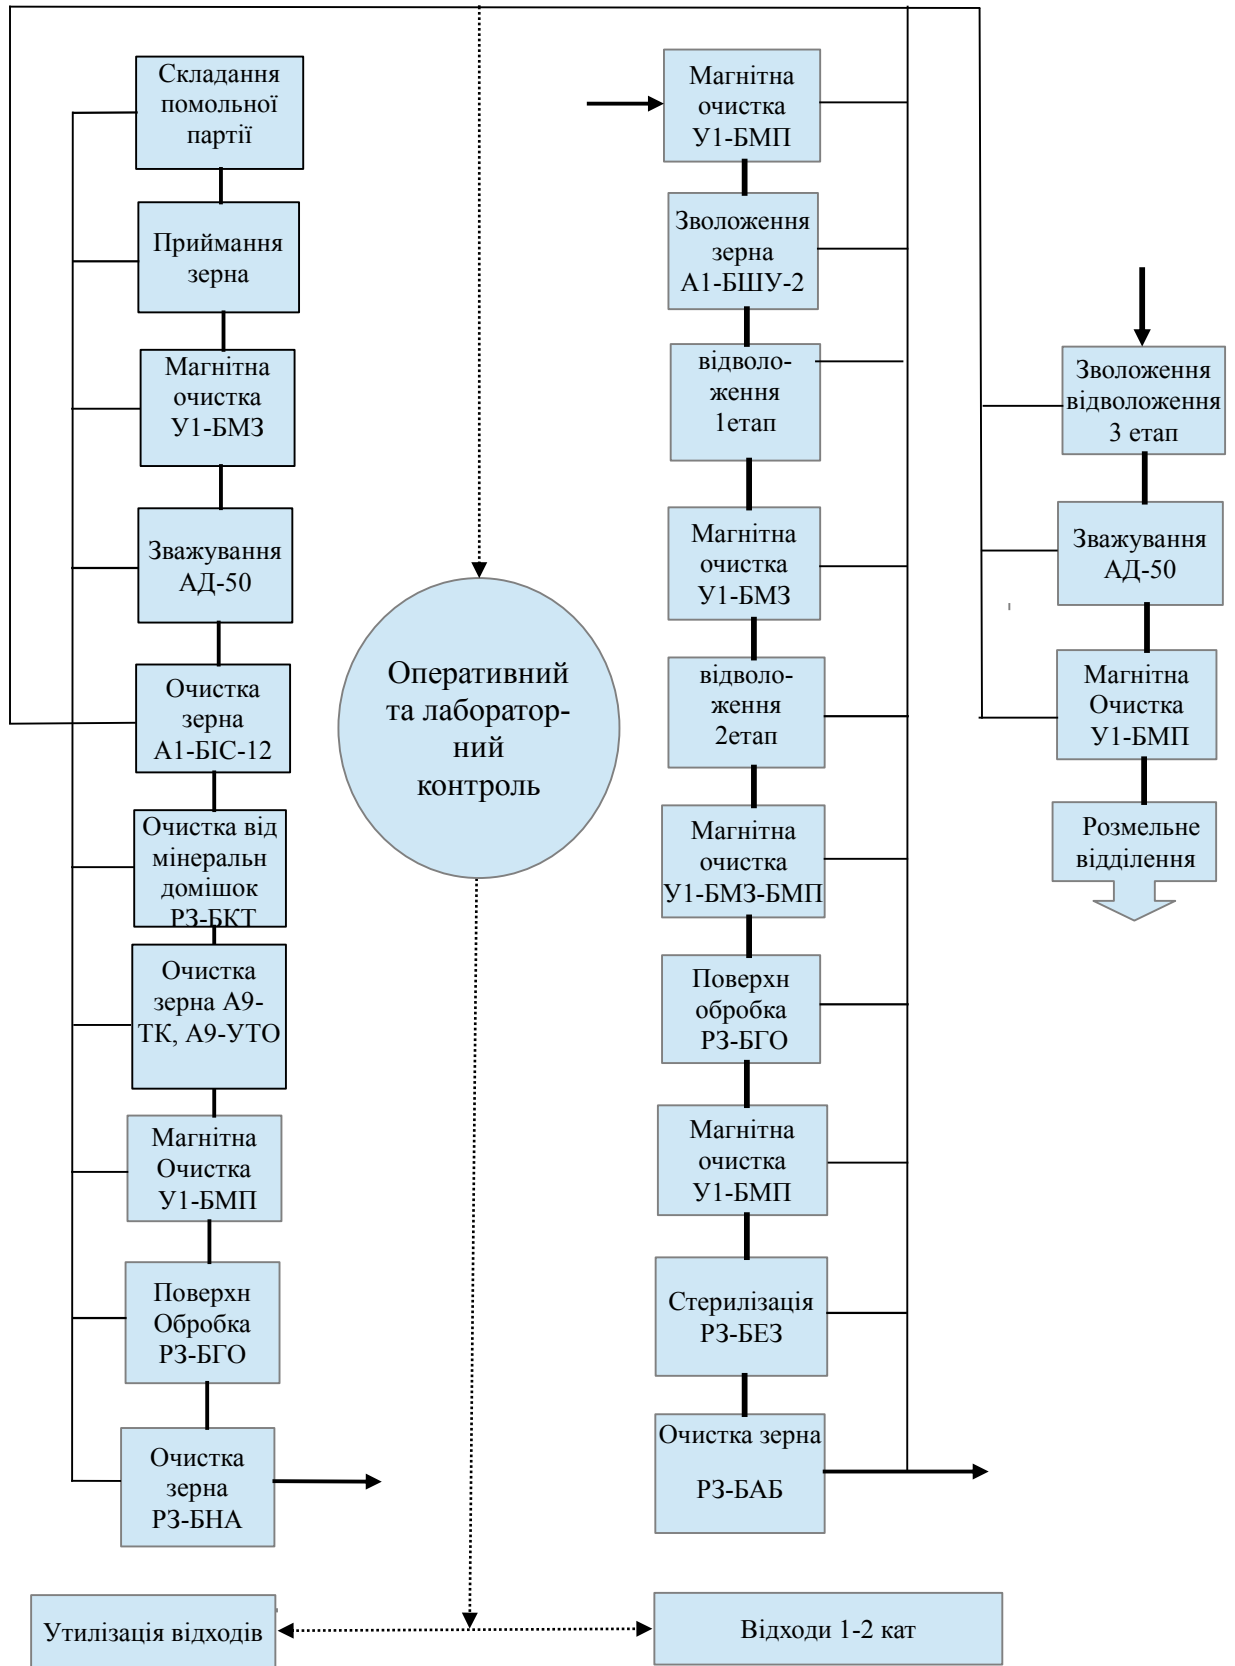 Складання
помольної
партії
Приймання
зерна
Магнітна
очистка
У1-БМЗ
Зважування
АД-50
Очистка
зерна
А1-БІС-12
Очистка від
мінеральн
домішок
РЗ-БКТ
Очистка
зерна А9-
ТК, А9-УТО
Магнітна
Очистка
У1-БМП
Поверхн
Обробка
РЗ-БГО
Очистка
зерна
РЗ-БНА
Оперативний
та лаборатор-
ний
контроль
Магнітна
очистка
У1-БМП
Зволоження
зерна
А1-БШУ-2
відволо-
ження
1етап
Магнітна
очистка
У1-БМЗ
відволо-
ження
2етап
Магнітна
очистка
У1-БМЗ-БМП
Поверхн
обробка
РЗ-БГО
Магнітна
очистка
У1-БМП
Стерилізація
РЗ-БЕЗ
Очистка зерна
РЗ-БАБ
Зволоження
відволоження
3 етап
Зважування
АД-50
Магнітна
Очистка
У1-БМП
Розмельне
відділення
Утилізація відходів
Відходи 1-2 кат